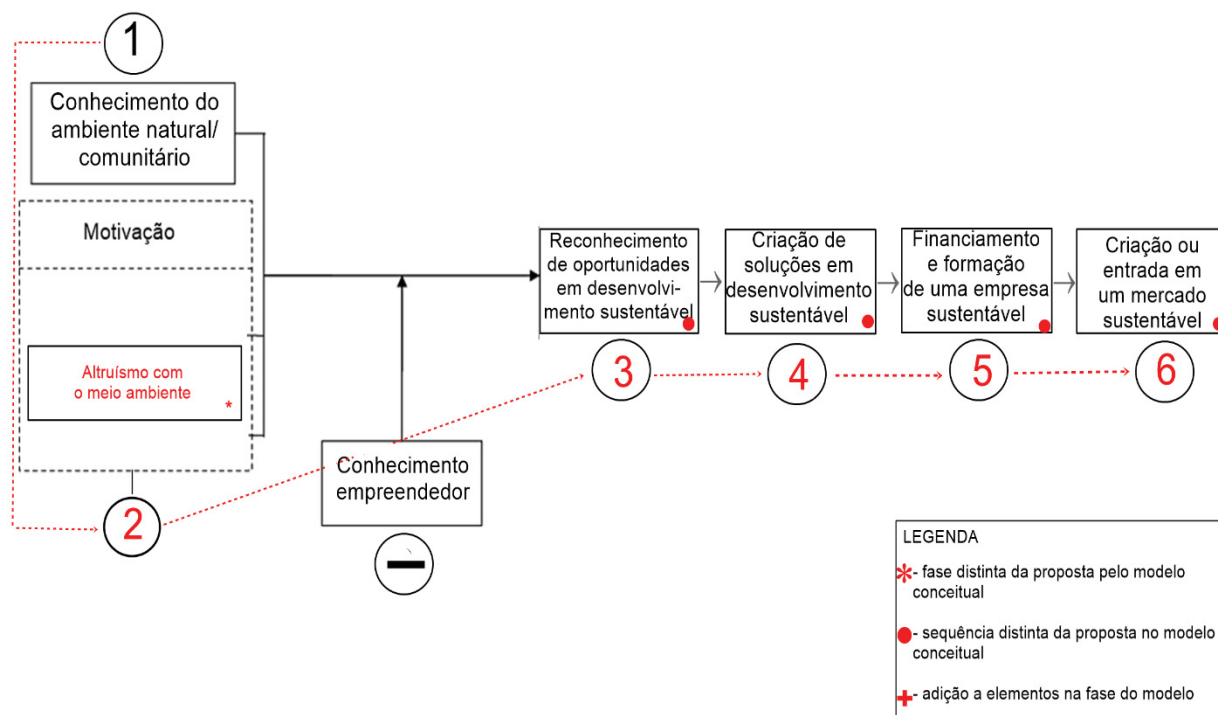 1
Conhecimento do
ambiente natural/
comunitário
Motivação
Altruísmo com
o meio ambiente
*
2
Conhecimento
empreendedor
Reconhecimento
de oportunidades
em desenvolvi-
mento sustentável
3
Criação de
soluções em
desenvolvimento
sustentável
4
Financiamento
e formação
de uma empresa
sustentável
5
Criação ou
entrada em
um mercado
sustentável
6
LEGENDA
*- fase distinta da proposta pelo modelo
conceitual
- sequência distinta da proposta no modelo
conceitual
+- adição a elementos na fase do modelo